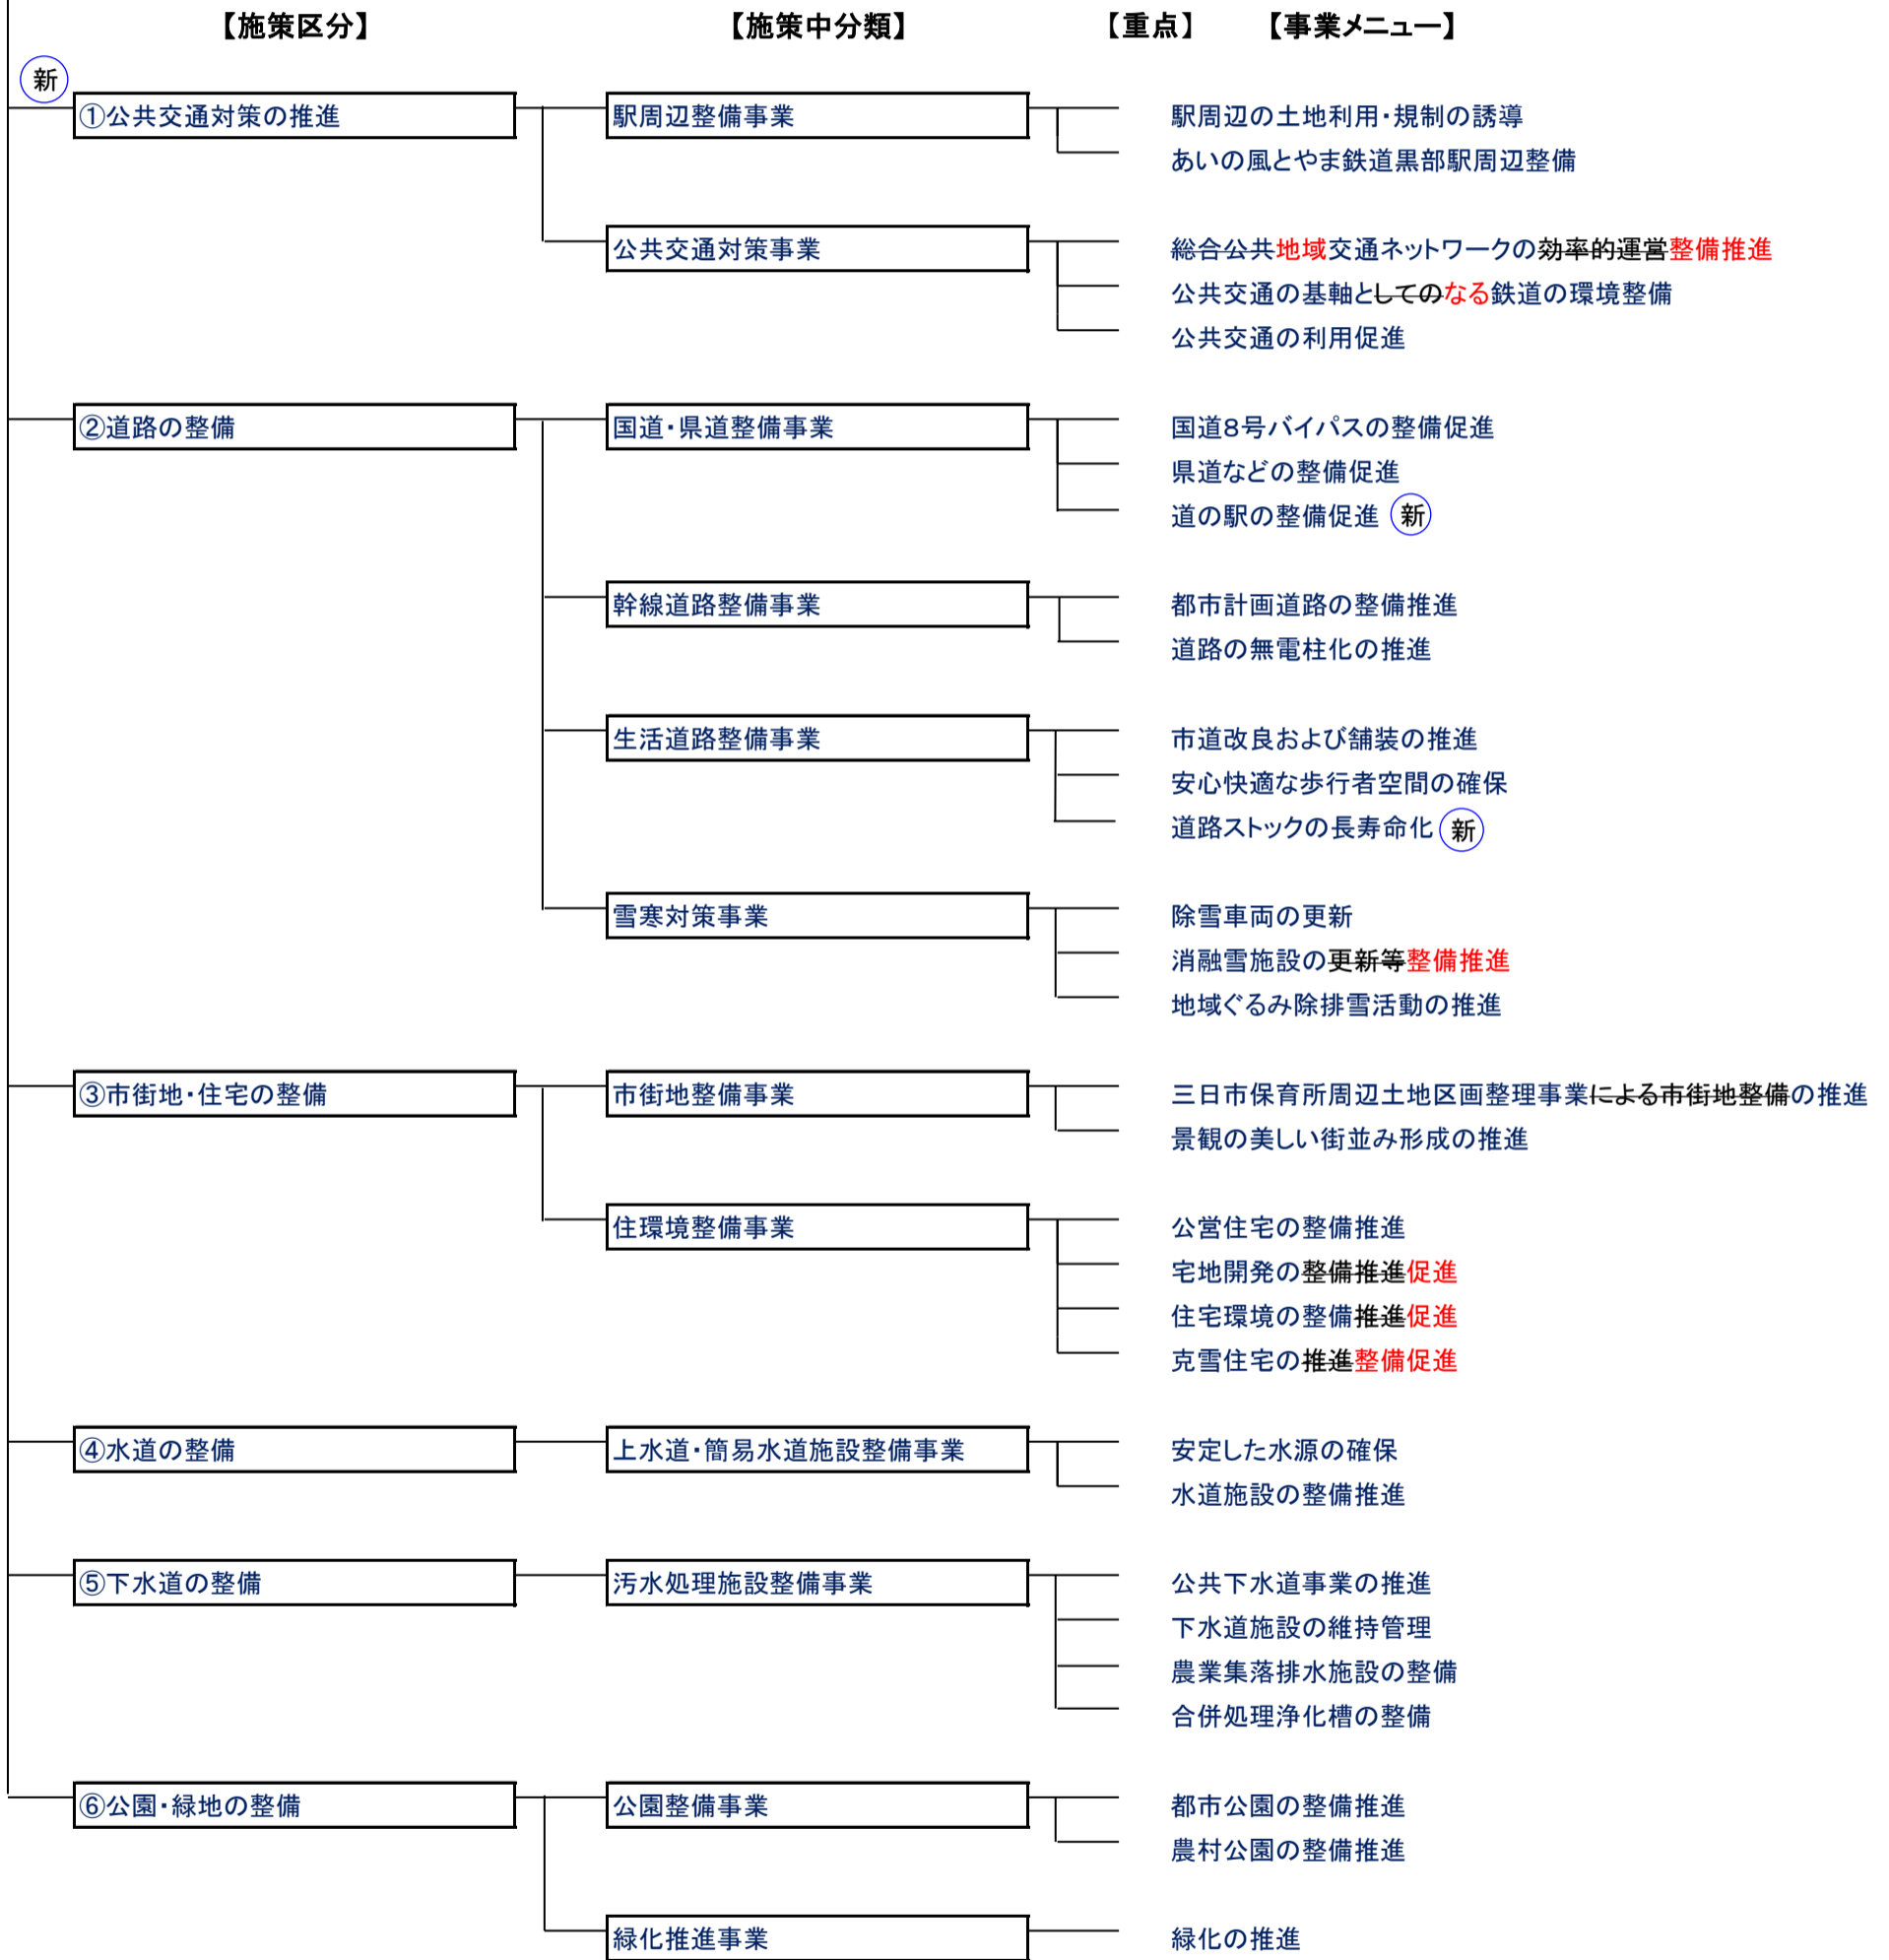 【施策区分】 【施策中分類】 【重点】 【事業メニュー】
新
①公共交通対策の推進 駅周辺整備事業 駅周辺の土地利用・規制の誘導
あいの風とやま鉄道黒部駅周辺整備
公共交通対策事業 総合公共地域交通ネットワークの効率的運営整備推進
公共交通の基軸としてのなる鉄道の環境整備
公共交通の利用促進
②道路の整備 国道・県道整備事業 国道8号バイパスの整備促進
県道などの整備促進
道の駅の整備促進 新
幹線道路整備事業 都市計画道路の整備推進
道路の無電柱化の推進
生活道路整備事業 市道改良および舗装の推進
安心快適な歩行者空間の確保
道路ストックの長寿命化 新
雪寒対策事業 除雪車両の更新
消融雪施設の更新等整備推進
地域ぐるみ除排雪活動の推進
③市街地・住宅の整備 市街地整備事業 三日市保育所周辺土地区画整理事業による市街地整備の推進
景観の美しい街並み形成の推進
住環境整備事業 公営住宅の整備推進
宅地開発の整備推進促進
住宅環境の整備推進促進
克雪住宅の推進整備促進
④水道の整備 上水道・簡易水道施設整備事業 安定した水源の確保
水道施設の整備推進
⑤下水道の整備 汚水処理施設整備事業 公共下水道事業の推進
下水道施設の維持管理
農業集落排水施設の整備
合併処理浄化槽の整備
⑥公園・緑地の整備 公園整備事業 都市公園の整備推進
農村公園の整備推進
緑化推進事業 緑化の推進